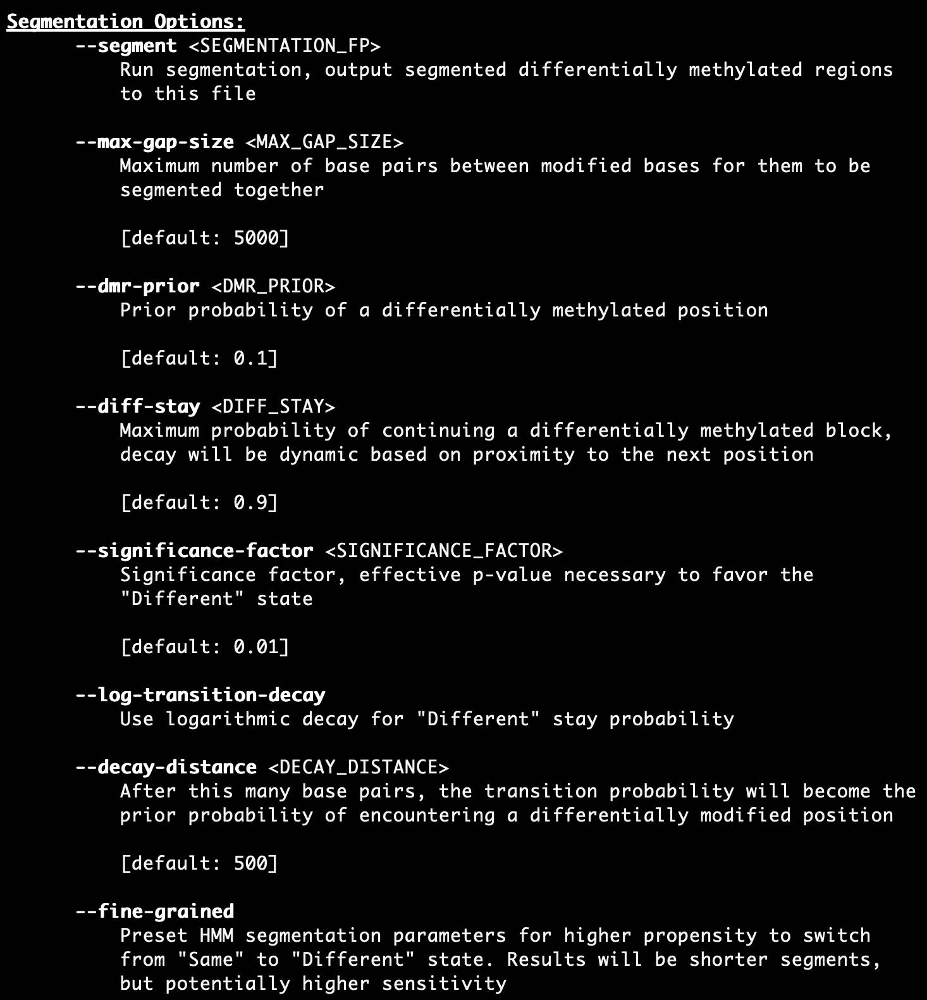 Segmentation Options:
--segment <SEGMENTATION_FP>
Run segmentation, output segmented differentially methylated regions
to this file
--max-gap-size <MAX_GAP_SIZE>
Maximum number of base pairs between modified bases for them to be
segmented together
[default: 5000]
--dmr-prior <DMR_PRIOR>
Prior probability of a differentially methylated position
[default: 0.1]
--diff-stay <DIFF_STAY>
Maximum probability of continuing a differentially methylated block,
decay will be dynamic based on proximity to the next position
[default: 0.9]
--significance-factor <SIGNIFICANCE_FACTOR>
Significance factor, effective p-value necessary to favor the
"Different" state
[default: 0.01]
--log-transition-decay
Use logarithmic decay for "Different" stay probability
--decay-distance <DECAY_DISTANCE>
After this many base pairs, the transition probability will become the
prior probability of encountering a differentially modified position
[default: 500]
--fine-grained
Preset HMM segmentation parameters for higher propensity to switch
from "Same" to "Different" state. Results will be shorter segments,
but potentially higher sensitivity